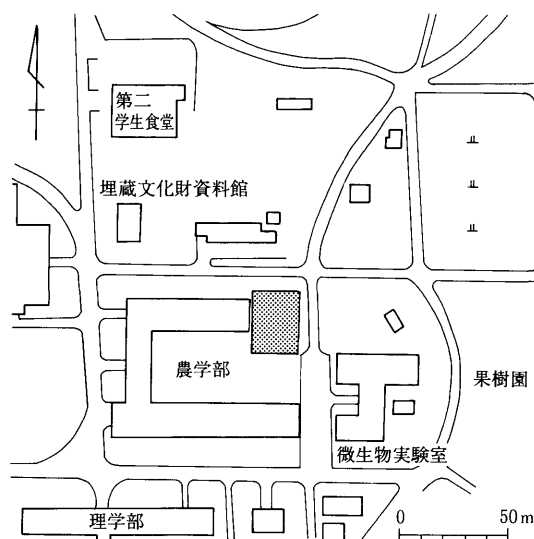 第二
学生食堂
埋蔵文化財資料館
農学部
果樹園
微生物実験室
理学部
0 50m